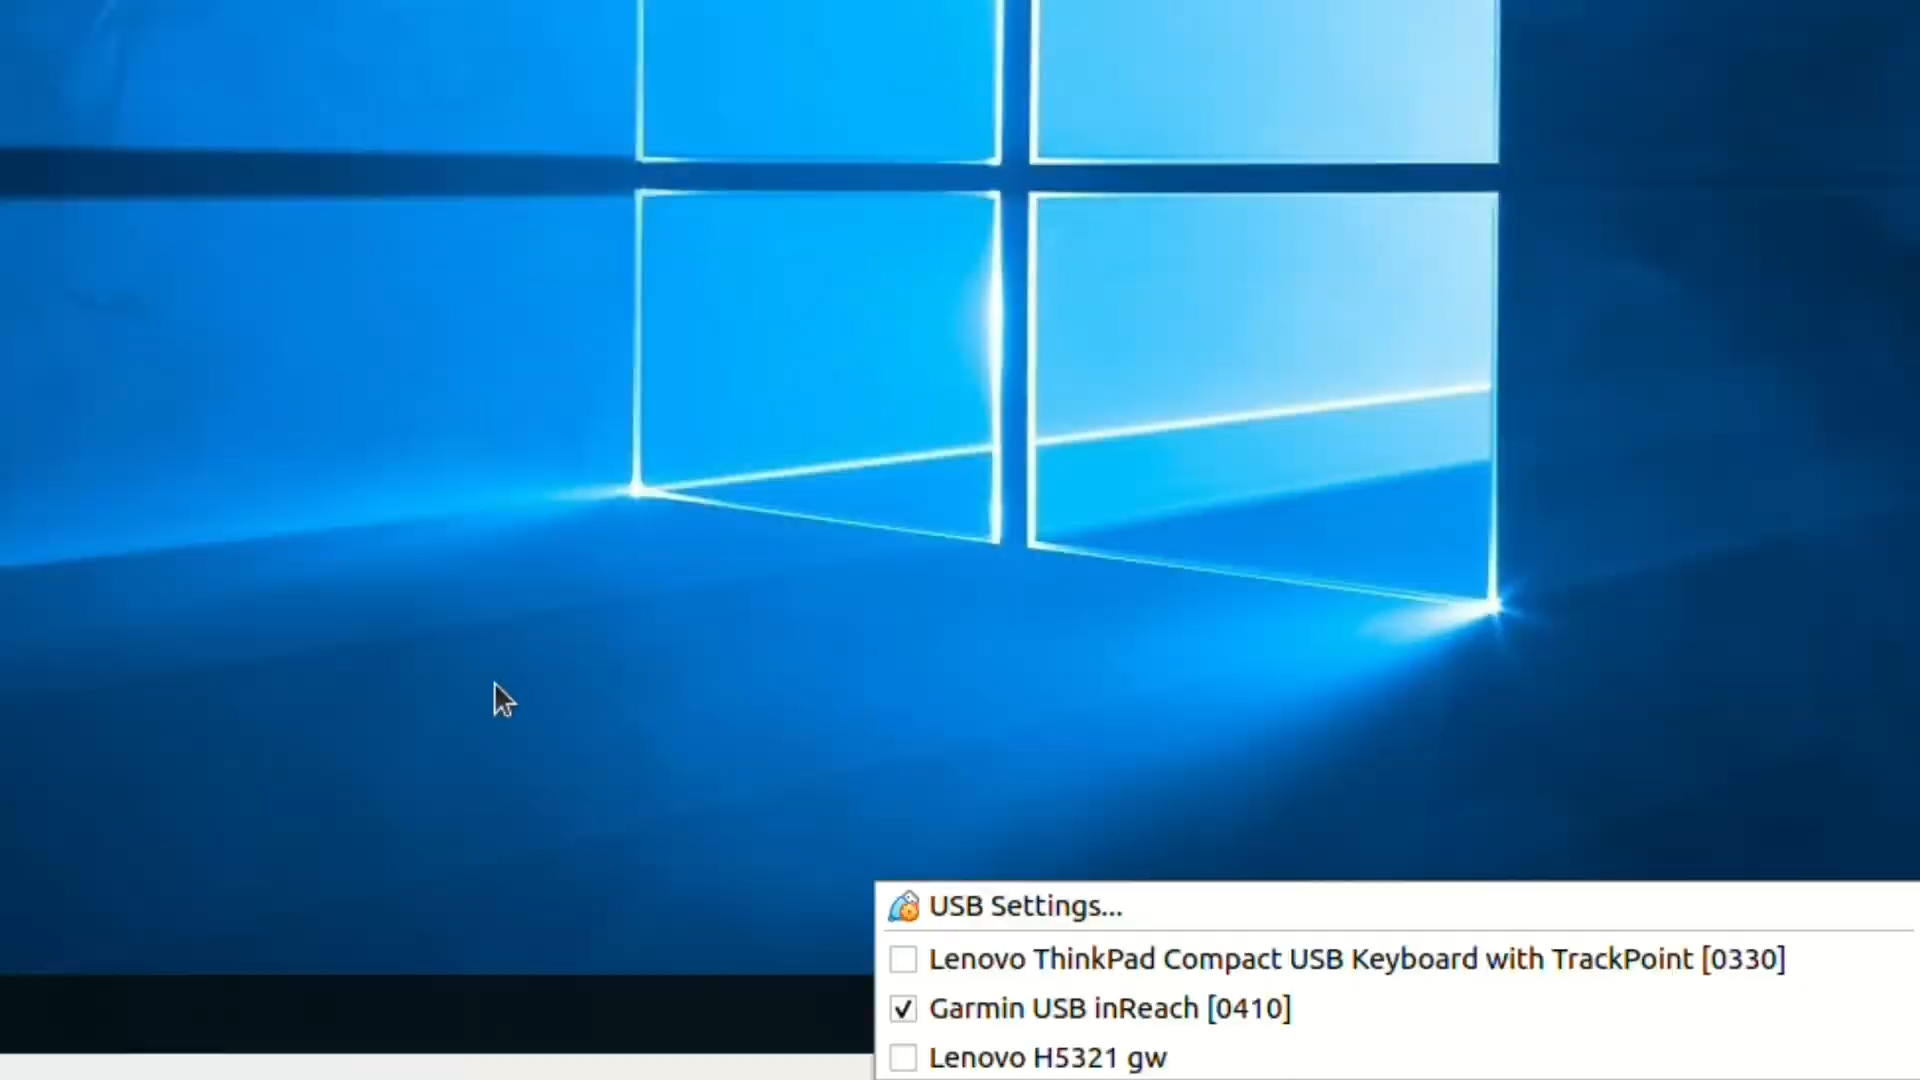 USB Settings...
Lenovo ThinkPad Compact USB Keyboard with TrackPoint [0330]
Garmin USB inReach [0410]
Lenovo H5321 gw